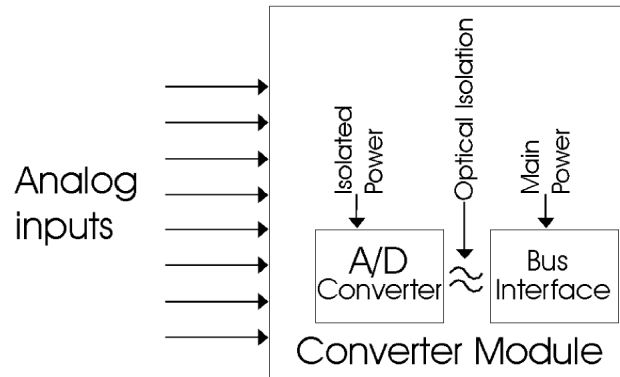 Analog
inputs
Isolated
Power
Optical Isolation
Main
Power
A/D
Converter
Bus
Interface
Converter Module